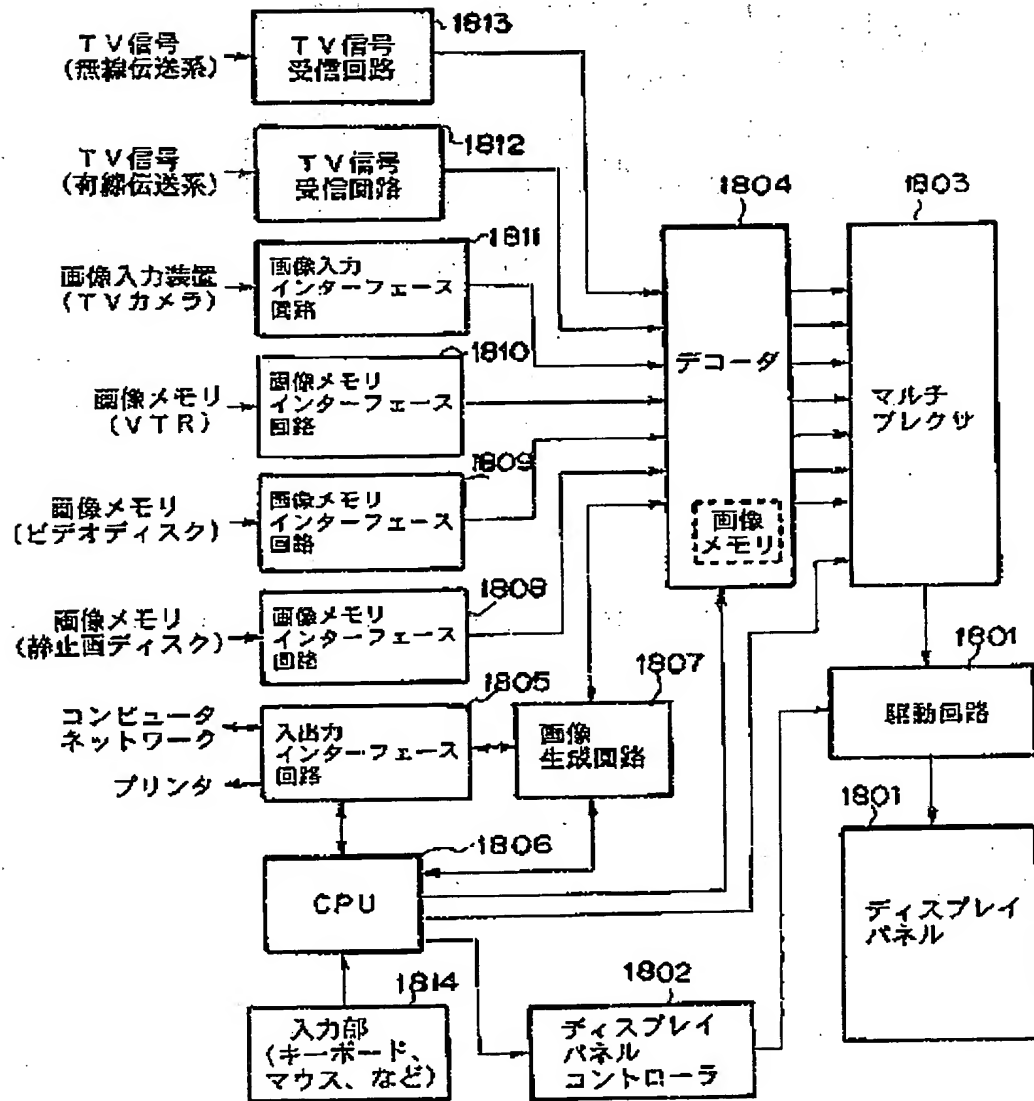 1813
TV信号
(無線伝送系)
TV信号
受信回路
1812
TV信号
(有線伝送系)
TV信号
受信回路
1811
画像入力装置
(TVカメラ)
画像入力
インターフェース
回路
1810
画像メモリ
(VTR)
画像メモリ
インターフェース
回路
1809
画像メモリ
(ビデオディスク)
画像メモリ
インターフェース
回路
1808
画像メモリ
(静止画ディスク)
画像メモリ
インターフェース
回路
1805
コンピュータ
ネットワーク
プリンタ
入出力
インターフェース
回路
1807
画像
生成回路
1806
CPU
1814
入力部
(キーボード、
マウス、など)
1804
デコーダ
画像
メモリ
1803
マルチ
プレクサ
1801
駆動回路
1801
ディスプレイ
パネル
1802
ディスプレイ
パネル
コントローラ